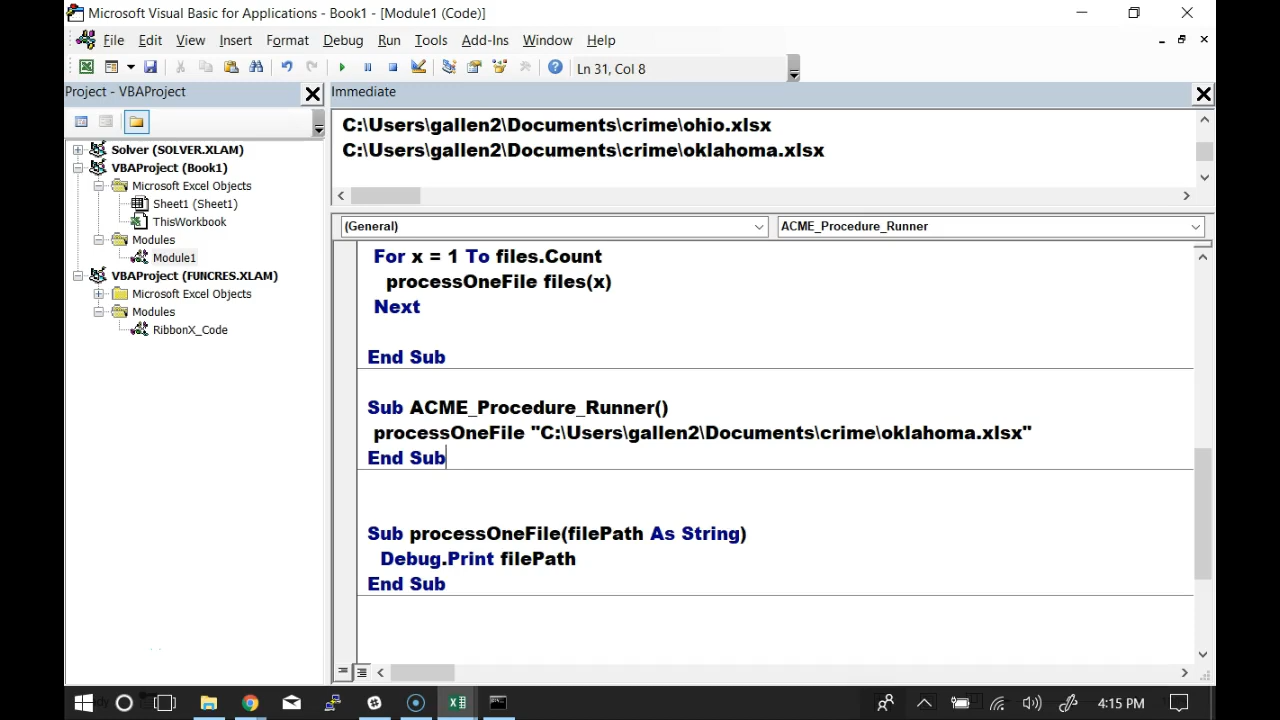 Microsoft Visual Basic for Applications - Book1 - [Module1 (Code)]
File Edit View Insert Format Debug Run Tools Add-Ins Window Help
Ln 31, Col 8
Project - VBAProject
Solver (SOLVER.XLAM)
VBAProject (Book1)
Microsoft Excel Objects
Sheet1 (Sheet1)
ThisWorkbook
Modules
Module1
VBAProject (FUNCRES.XLAM)
Microsoft Excel Objects
Modules
RibbonX_Code
Immediate
C:\Users\gallen2\Documents\crime\ohio.xlsx
C:\Users\gallen2\Documents\crime\oklahoma.xlsx
(General) ACME_Procedure_Runner
For x = 1 To files.Count
processOneFile files(x)
Next
End Sub
Sub ACME_Procedure_Runner()
processOneFile "C:\Users\gallen2\Documents\crime\oklahoma.xlsx"
End Sub
Sub processOneFile(filePath As String)
Debug.Print filePath
End Sub
4:15 PM